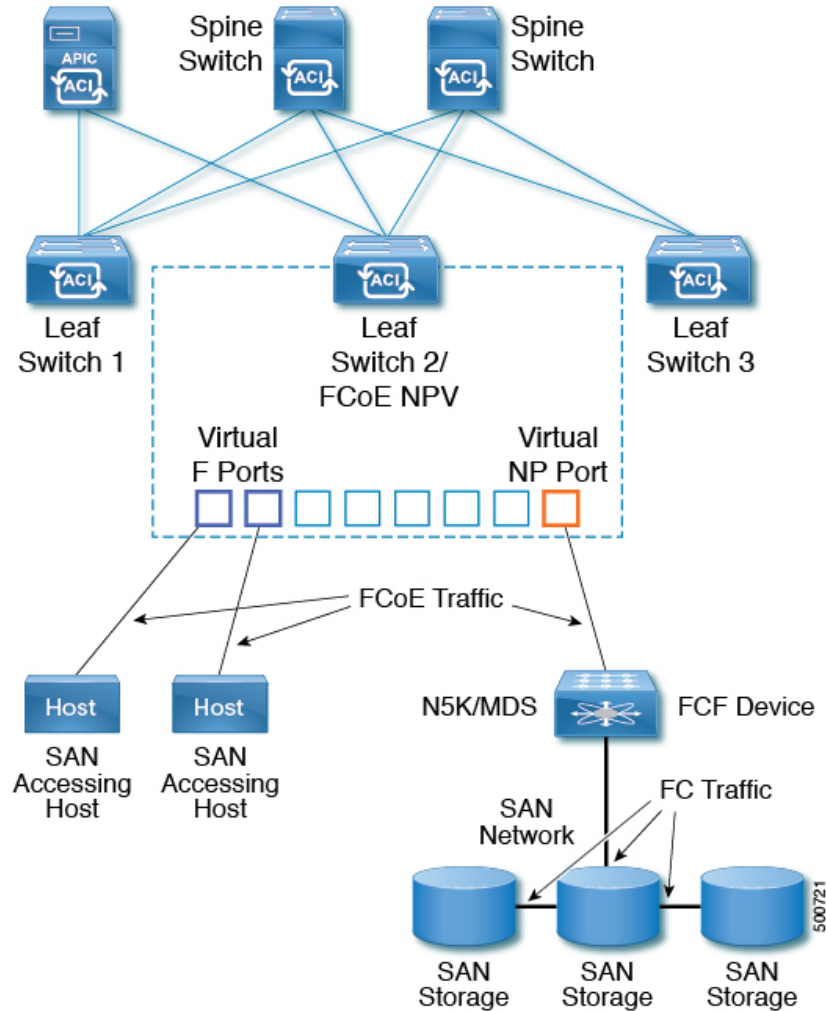 Spine
Switch
Spine
Switch
APIC
ACI
ACI
ACI
ACI
ACI
ACI
Leaf
Switch 1
Leaf
Switch 2/
FCoE NPV
Leaf
Switch 3
Virtual
F Ports
Virtual
NP Port
FCoE Traffic
Host
Host
N5K/MDS
FCF Device
SAN
Accessing
Host
SAN
Accessing
Host
FC Traffic
SAN
Network
500721
SAN
Storage
SAN
Storage
SAN
Storage